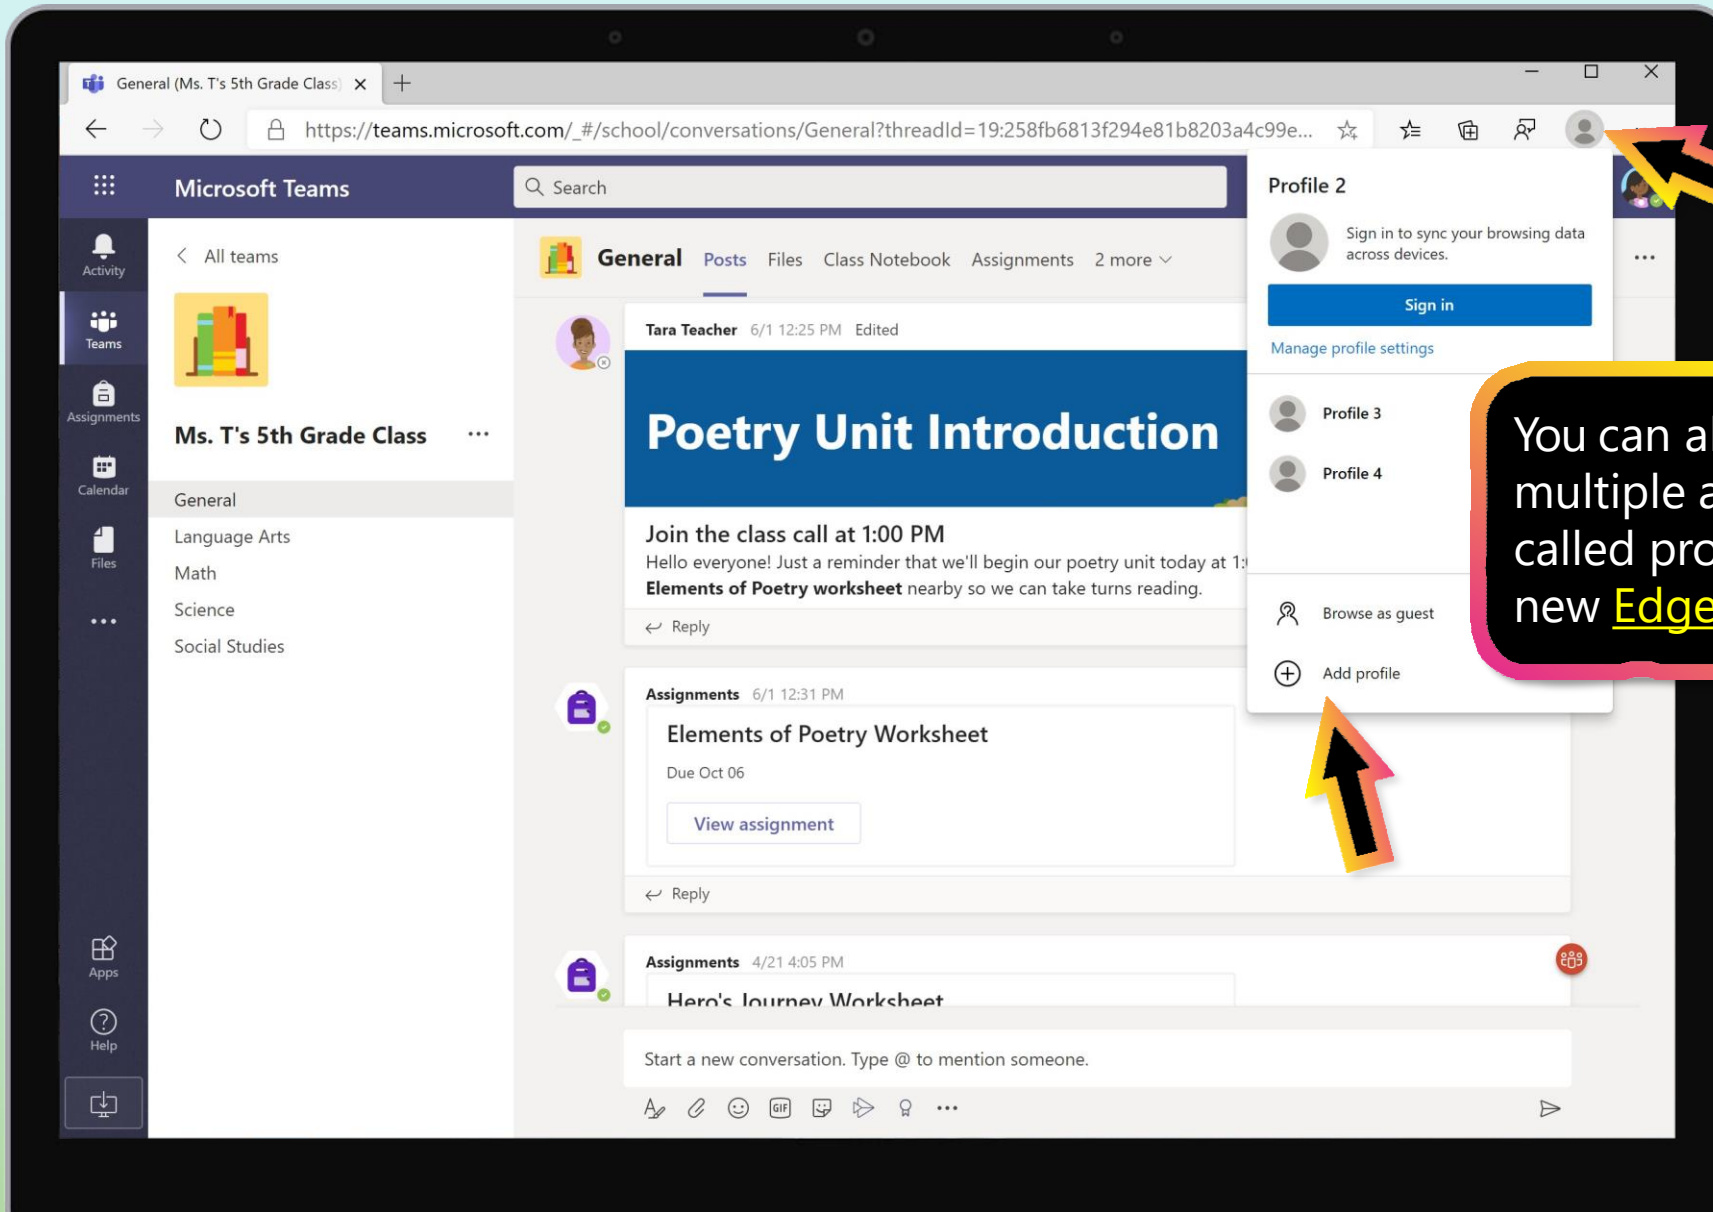 General (Ms. T's 5th Grade Class)
https://teams.microsoft.com/_#/school/conversations/General?threadId=19:258fb6813f294e81b8203a4c99e...
Microsoft Teams
Search
Activity
Teams
Assignments
Calendar
Files
Apps
Help
All teams
Ms. T's 5th Grade Class
General
Language Arts
Math
Science
Social Studies
General Posts Files Class Notebook Assignments 2 more
Tara Teacher 6/1 12:25 PM Edited
Poetry Unit Introduction
Join the class call at 1:00 PM
Hello everyone! Just a reminder that we'll begin our poetry unit today at
Elements of Poetry worksheet nearby so we can take turns reading.
Reply
Assignments 6/1 12:31 PM
Elements of Poetry Worksheet
Due Oct 06
View assignment
Reply
Assignments 4/21 4:05 PM
Hero's Journey Worksheet
Start a new conversation. Type @ to mention someone.
GIF
Profile 2
Sign in to sync your browsing data
across devices.
Sign in
Manage profile settings
Profile 3
Profile 4
Browse as guest
Add profile
You can
multiple
called
new Edge